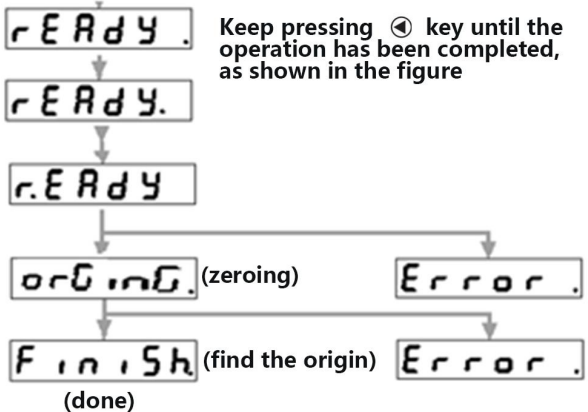 rEAdy .
Keep pressing ◀ key until the
operation has been completed,
as shown in the figure
rEAdy.
r.EAdy
orGinG. (zeroing)
Error .
FiniSh. (find the origin)
Error .
(done)